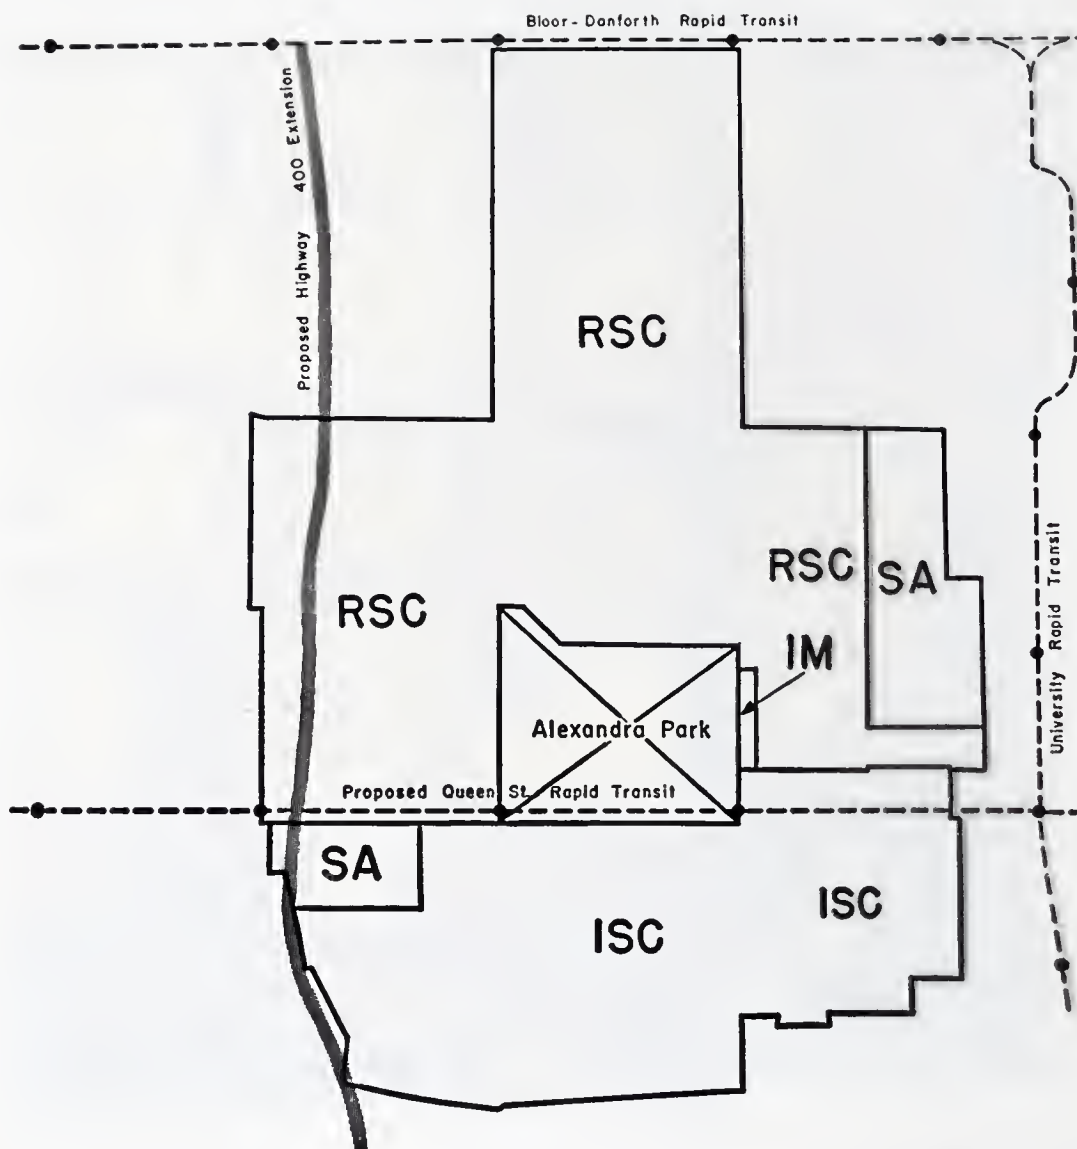 Bloor-Danforth Rapid Transit
Proposed Highway 400 Extension
RSC
RSC
RSC
SA
IM
Alexandra Park
University Rapid Transit
Proposed Queen St. Rapid Transit
SA
ISC
ISC